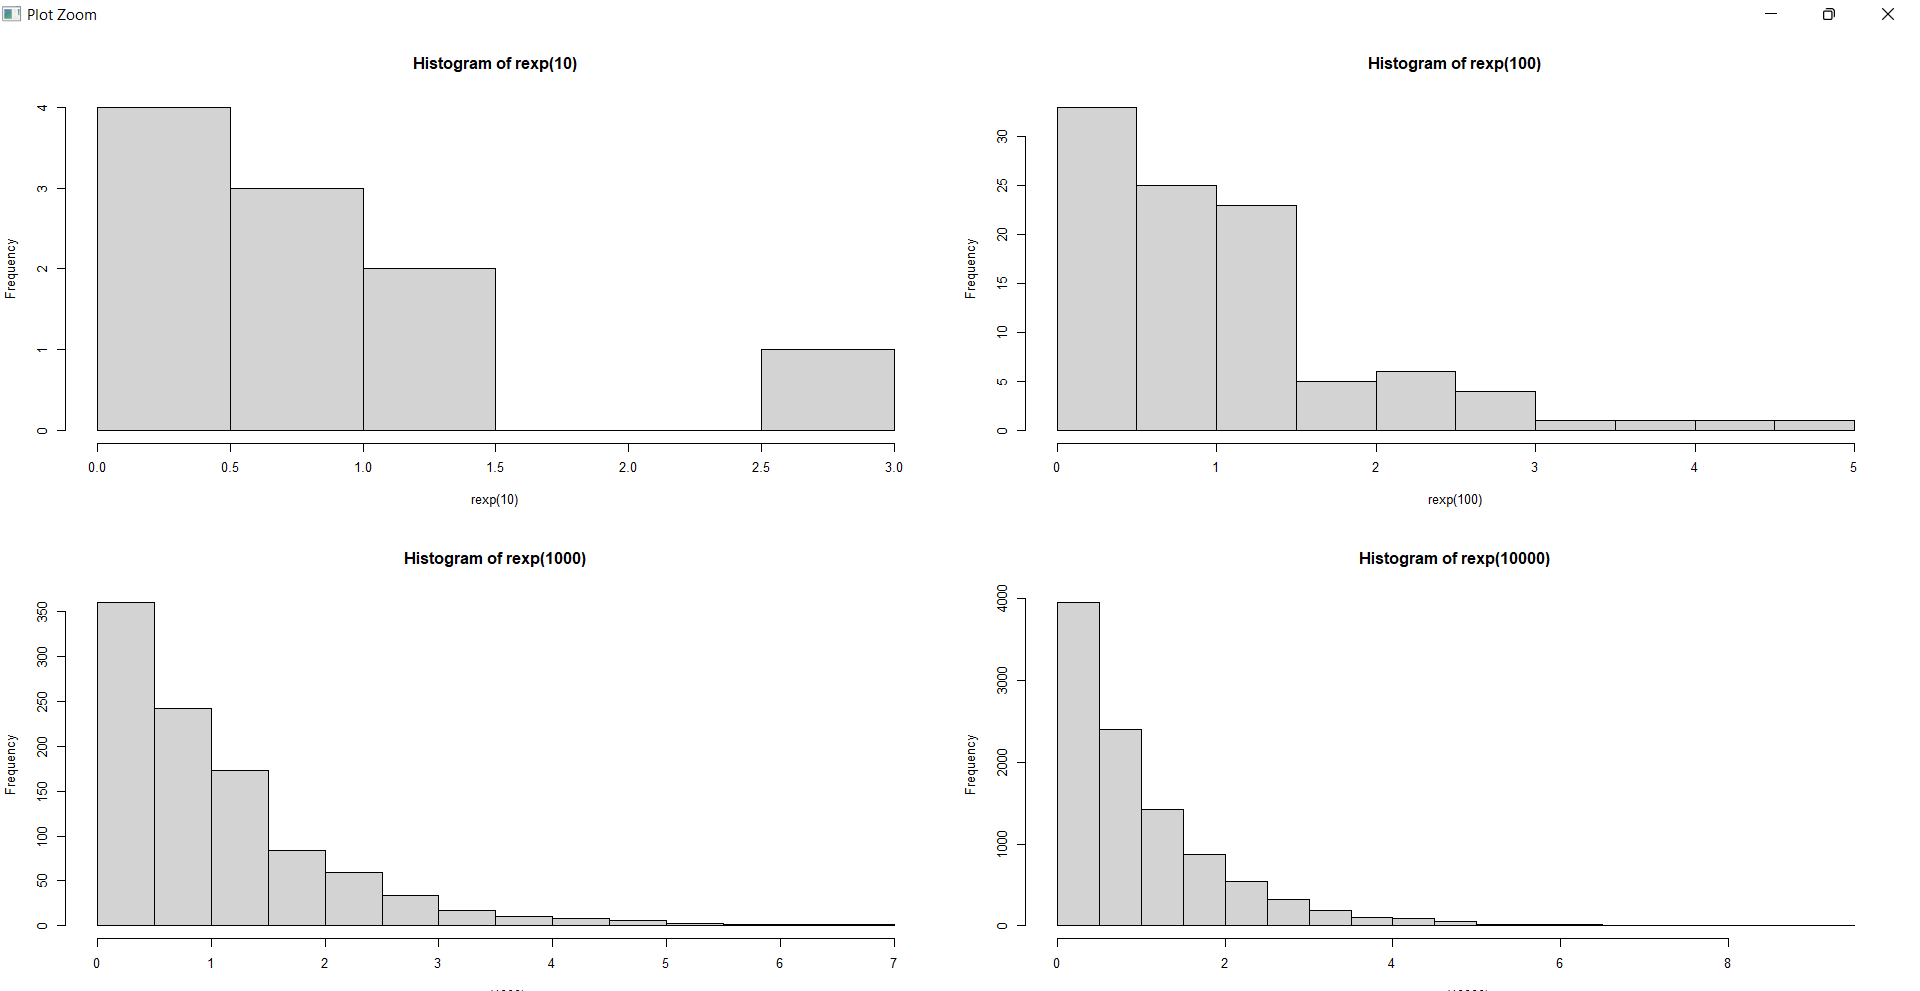 Plot Zoom
Histogram of rexp(10)
Frequency
0 1 2 3 4
0.0 0.5 1.0 1.5 2.0 2.5 3.0
rexp(10)
Histogram of rexp(100)
Frequency
0 5 10 15 20 25 30
0 1 2 3 4 5
rexp(100)
Histogram of rexp(1000)
Frequency
0 50 100 150 200 250 300 350
0 1 2 3 4 5 6 7
Histogram of rexp(10000)
Frequency
0 1000 2000 3000 4000
0 2 4 6 8